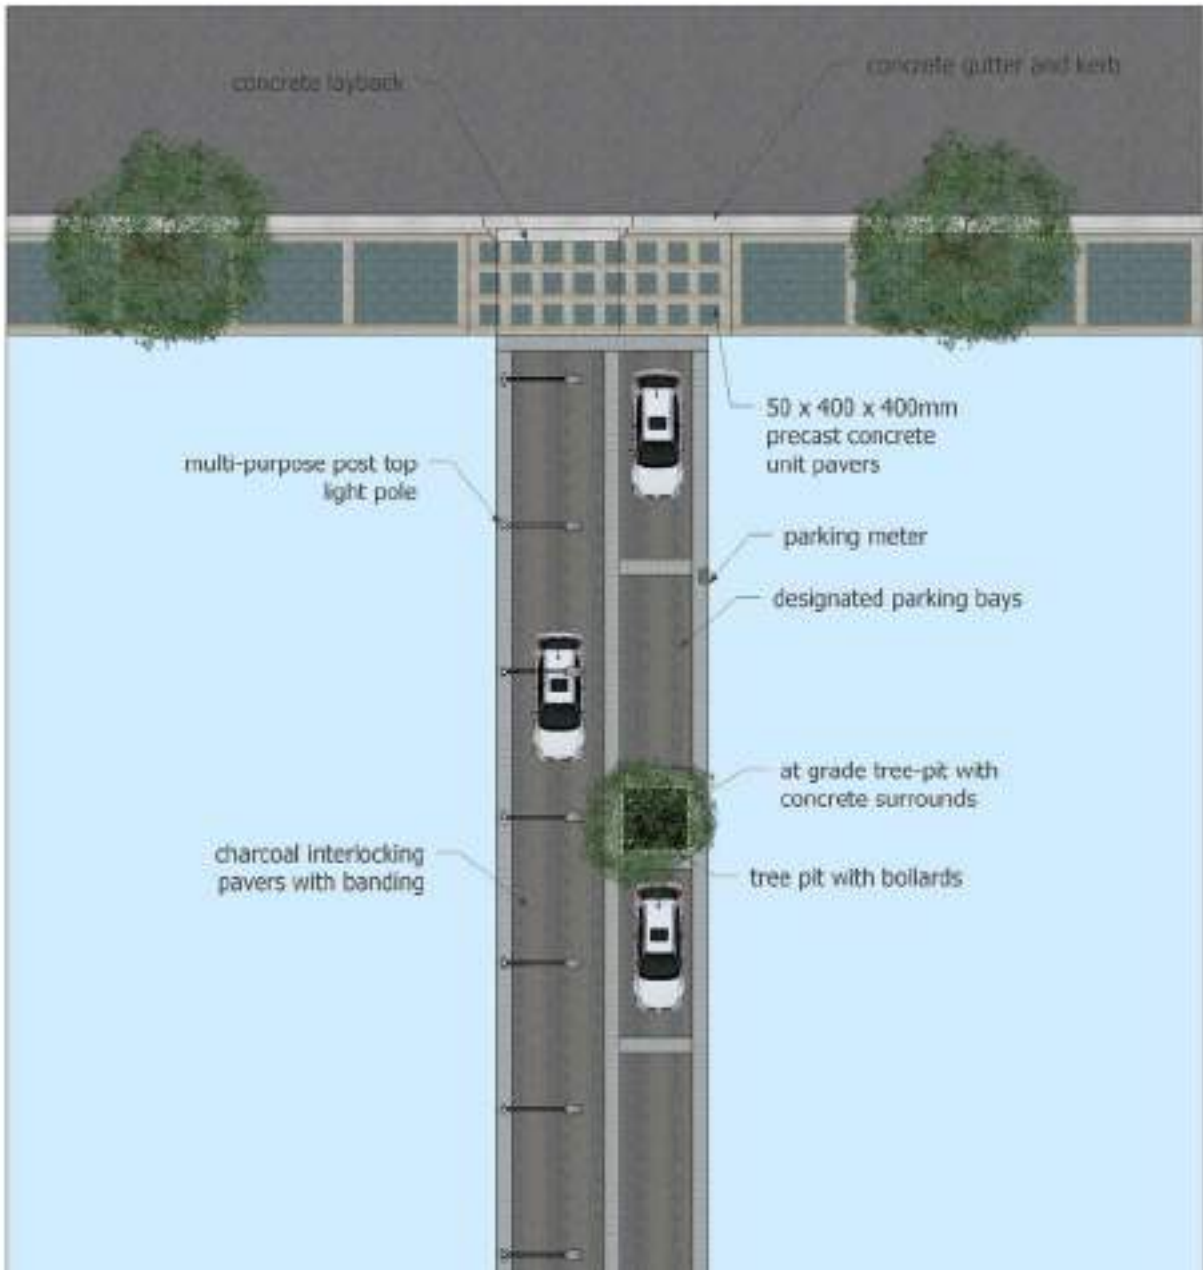 concrete layback
concrete gutter and kerb
50 x 400 x 400mm
precast concrete
unit pavers
multi-purpose post top
light pole
parking meter
designated parking bays
at grade tree-pit with
concrete surrounds
charcoal interlocking
pavers with banding
tree pit with bollards